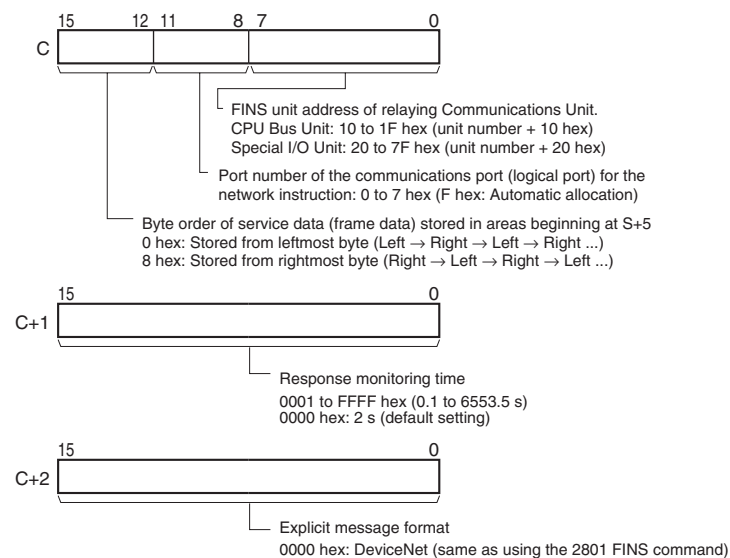 15 12 11 8 7 0
C
FINS unit address of relaying Communications Unit.
CPU Bus Unit: 10 to 1F hex (unit number + 10 hex)
Special I/O Unit: 20 to 7F hex (unit number + 20 hex)
Port number of the communications port (logical port) for the
network instruction: 0 to 7 hex (F hex: Automatic allocation)
Byte order of service data (frame data) stored in areas beginning at S+5
0 hex: Stored from leftmost byte (Left → Right → Left → Right ...)
8 hex: Stored from rightmost byte (Right → Left → Right → Left ...)
15 0
C+1
Response monitoring time
0001 to FFFF hex (0.1 to 6553.5 s)
0000 hex: 2 s (default setting)
15 0
C+2
Explicit message format
0000 hex: DeviceNet (same as using the 2801 FINS command)